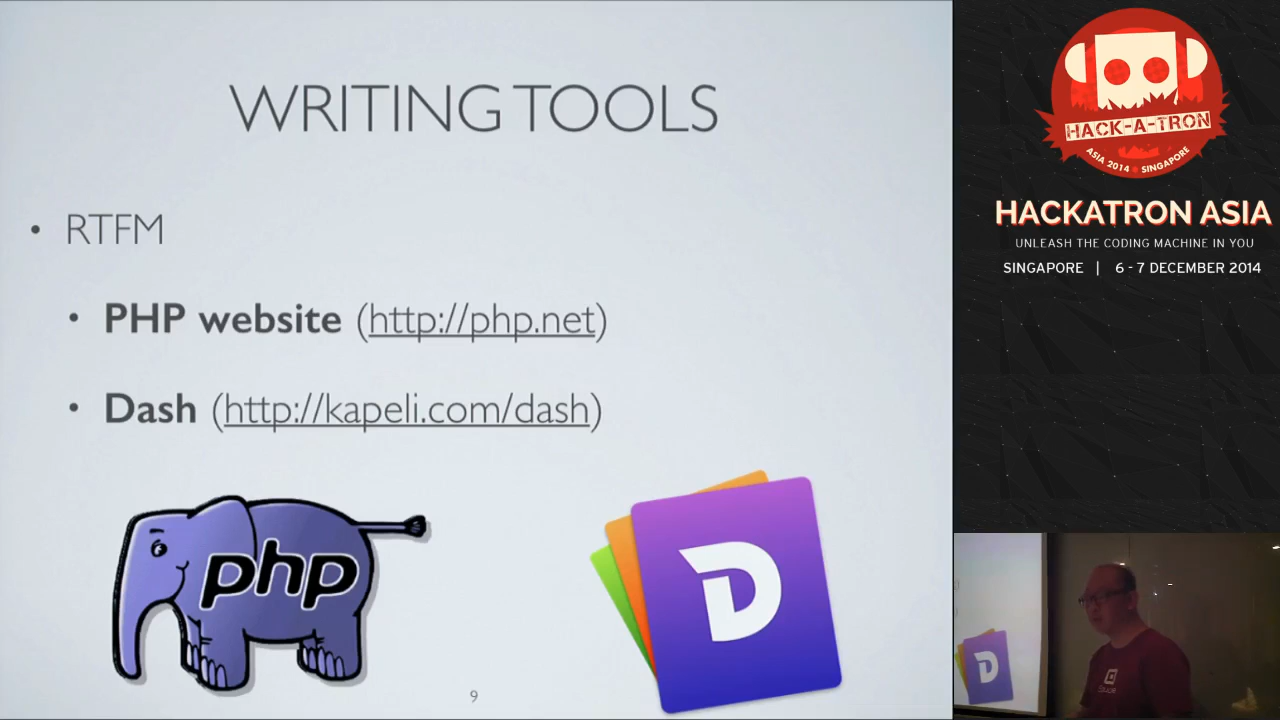 WRITING TOOLS
• RTFM
• PHP website (http://php.net)
• Dash (http://kapeli.com/dash)
php
D
9
HACK-A-TRON
ASIA 2014 SINGAPORE
HACKATRON ASIA
UNLEASH THE CODING MACHINE IN YOU
SINGAPORE | 6 - 7 DECEMBER 2014
D